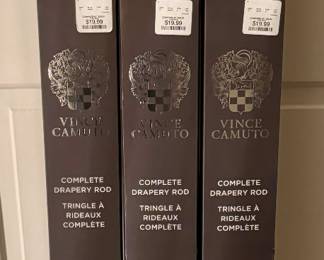 $19.99
VINCE
CAMUTO
COMPLETE
DRAPERY ROD
TRINGLE À
RIDEAUX
COMPLÈTE
$19.99
VINCE
CAMUTO
COMPLETE
DRAPERY ROD
TRINGLE À
RIDEAUX
COMPLÈTE
$19.99
VINCE
CAMUTO
COMPLETE
DRAPERY ROD
TRINGLE À
RIDEAUX
COMPLÈTE